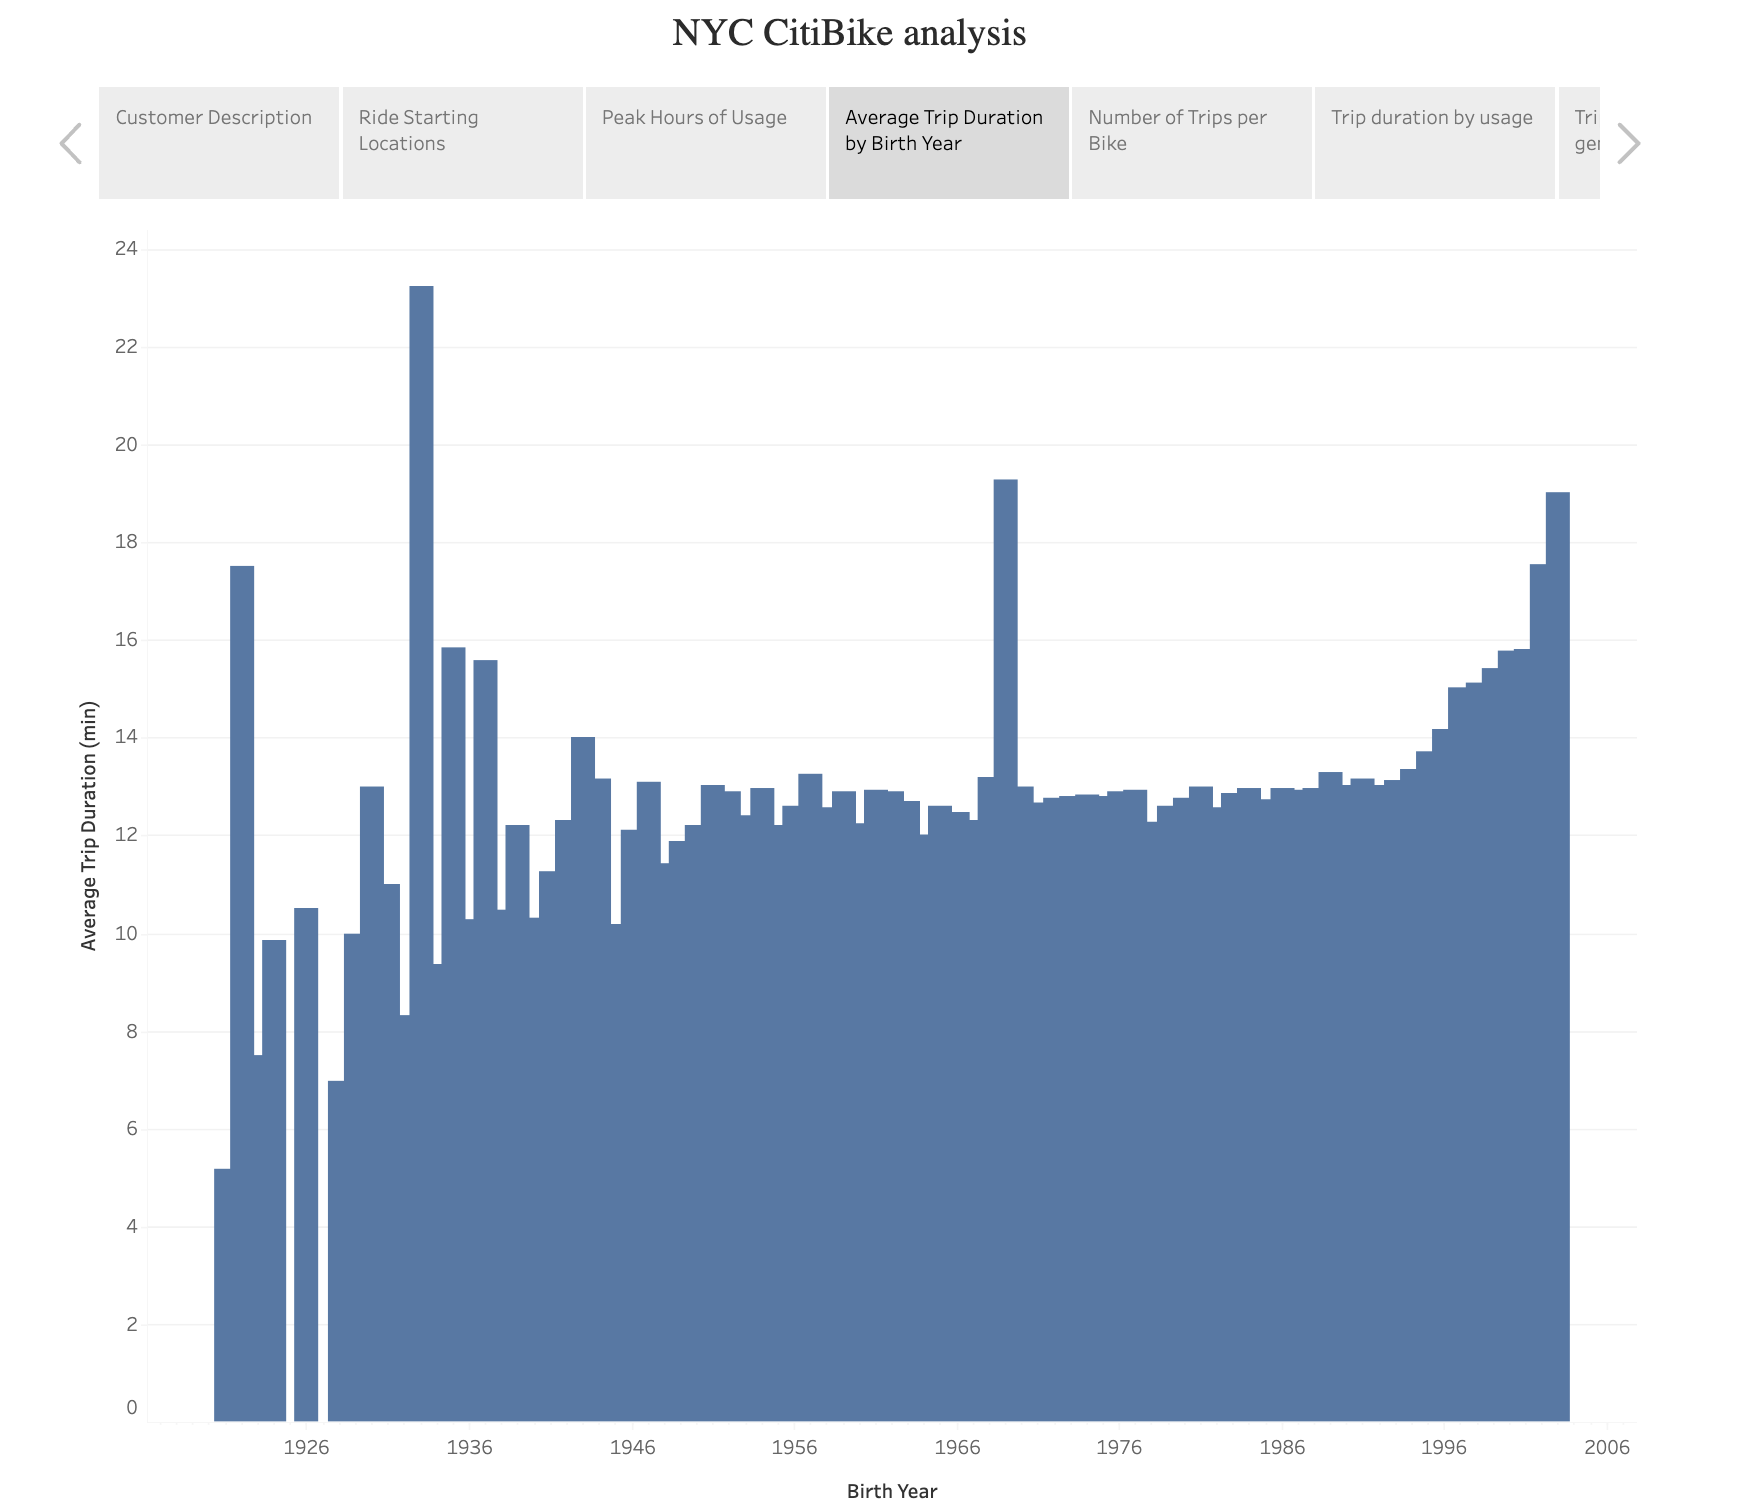 NYC CitiBike analysis
Customer Description
Ride Starting
Locations
Peak Hours of Usage
Average Trip Duration
by Birth Year
Number of Trips per
Bike
Trip duration by usage
Tri
ger
24
22
20
18
16
14
12
10
8
6
4
2
0
Average Trip Duration (min)
1926 1936 1946 1956 1966 1976 1986 1996 2006
Birth Year